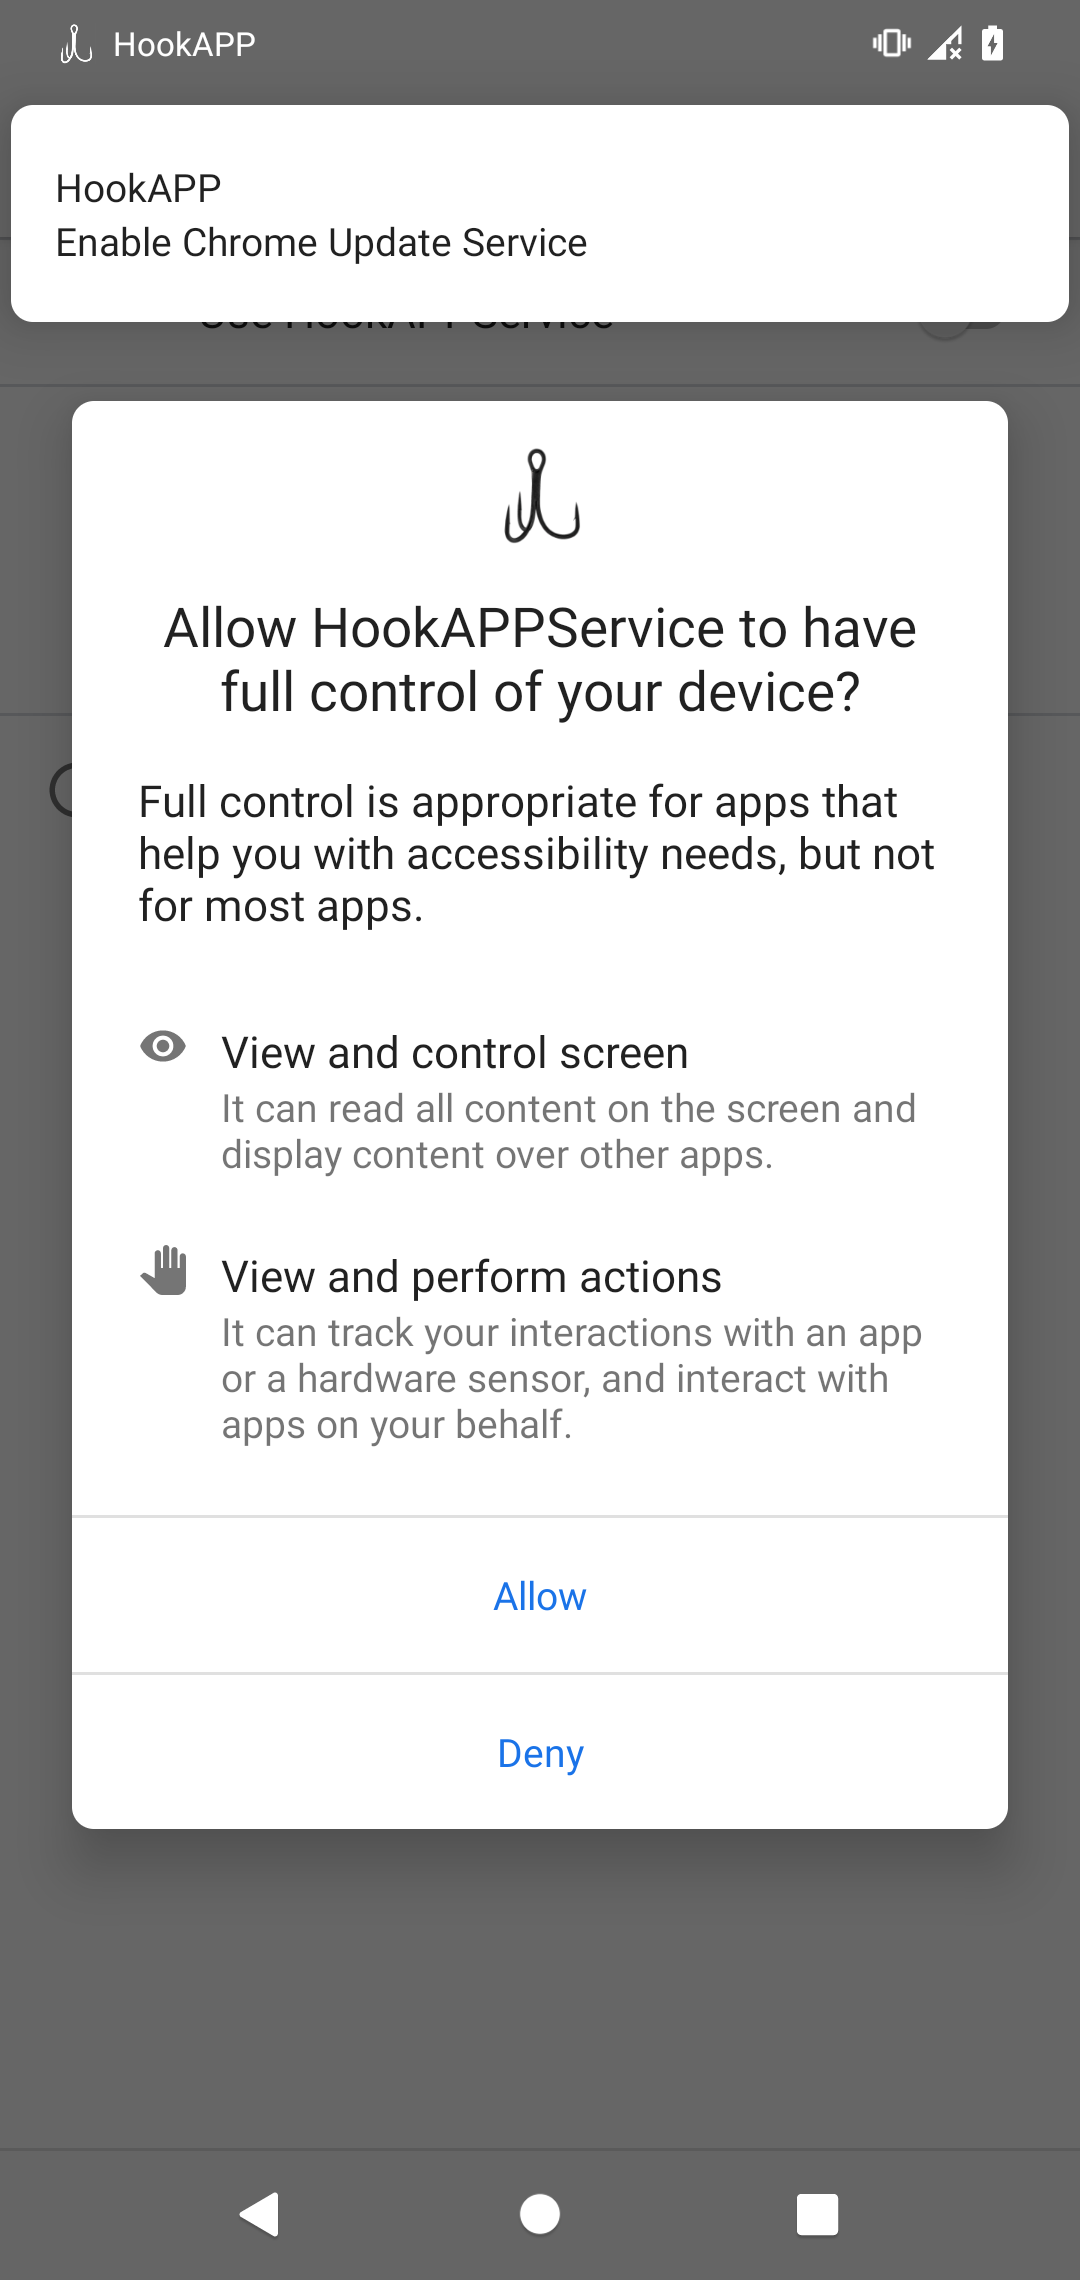 HookAPP
HookAPP
Enable Chrome Update Service
Use HookAPPService
Allow HookAPPService to have
full control of your device?
Full control is appropriate for apps that
help you with accessibility needs, but not
for most apps.
View and control screen
It can read all content on the screen and
display content over other apps.
View and perform actions
It can track your interactions with an app
or a hardware sensor, and interact with
apps on your behalf.
Allow
Deny